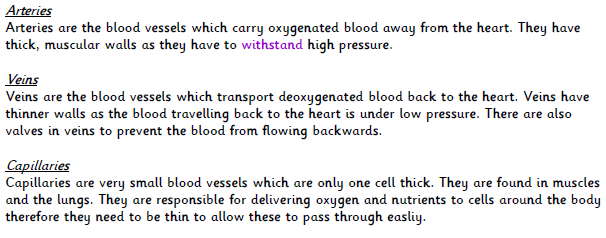 Arteries
Arteries are the blood vessels which carry oxygenated blood away from the heart. They have
thick, muscular walls as they have to withstand high pressure.
Veins
Veins are the blood vessels which transport deoxygenated blood back to the heart. Veins have
thinner walls as the blood travelling back to the heart is under low pressure. There are also
valves in veins to prevent the blood from flowing backwards.
Capillaries
Capillaries are very small blood vessels which are only one cell thick. They are found in muscles
and the lungs. They are responsible for delivering oxygen and nutrients to cells around the body
therefore they need to be thin to allow these to pass through easliy.